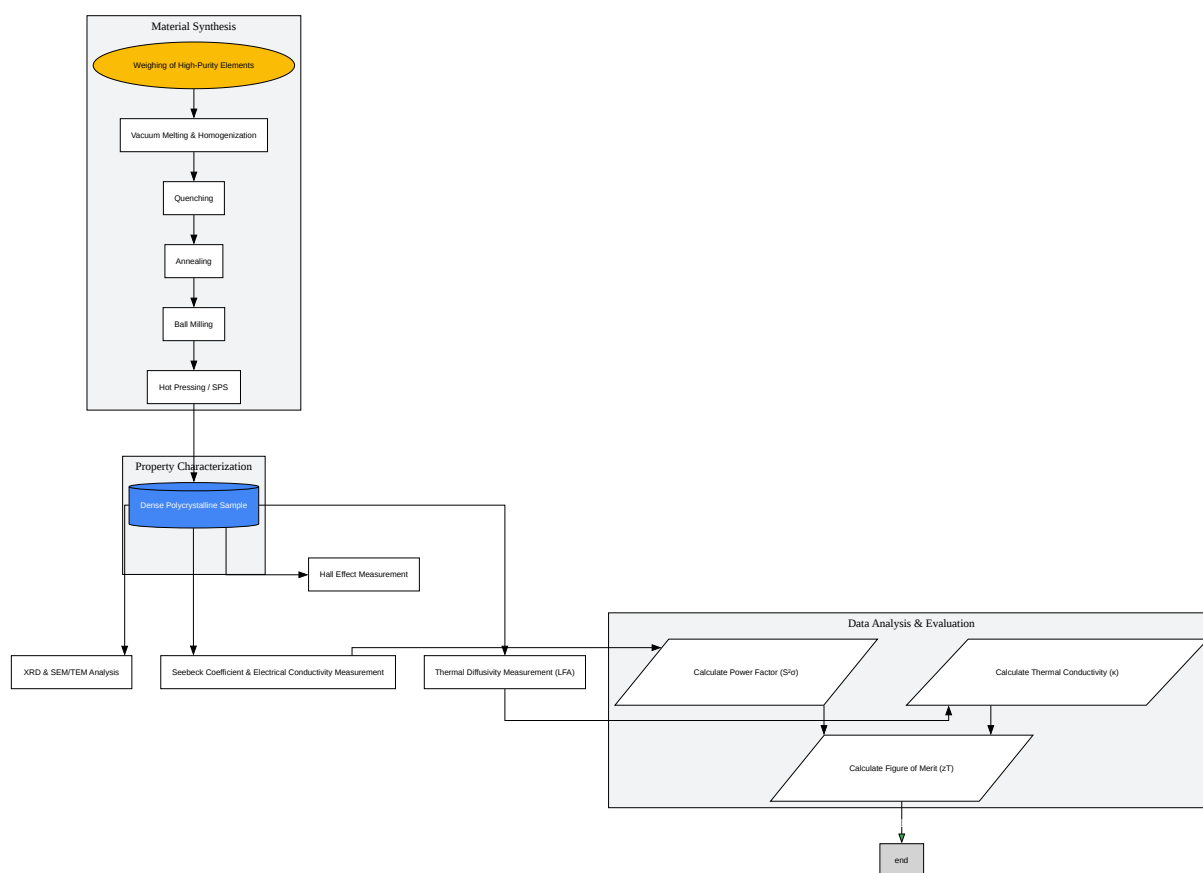 Material Synthesis
Weighing of High-Purity Elements
Vacuum Melting & Homogenization
Quenching
Annealing
Ball Milling
Hot Pressing / SPS
Property Characterization
Dense Polycrystalline Sample
Hall Effect Measurement
XRD & SEM/TEM Analysis
Seebeck Coefficient & Electrical Conductivity Measurement
Thermal Diffusivity Measurement (LFA)
Data Analysis & Evaluation
Calculate Power Factor (S²σ)
Calculate Thermal Conductivity (κ)
Calculate Figure of Merit (zT)
end